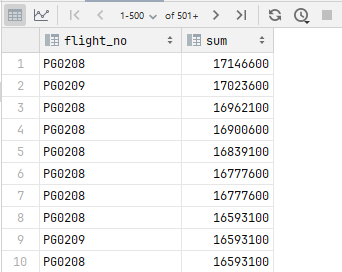 1-500 of 501+
flight_no sum
1 PG0208 17146600
2 PG0209 17023600
3 PG0208 16962100
4 PG0208 16900600
5 PG0208 16839100
6 PG0208 16777600
7 PG0208 16777600
8 PG0208 16593100
9 PG0209 16593100
10 PG0208 16593100